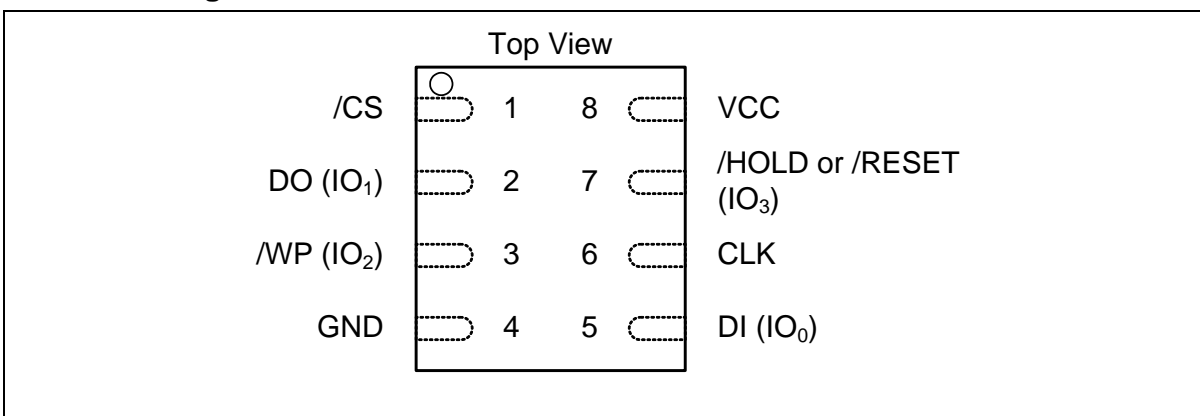 Top View
/CS 1 8 VCC
DO (IO₁) 2 7 /HOLD or /RESET
(IO₃)
/WP (IO₂) 3 6 CLK
GND 4 5 DI (IO₀)